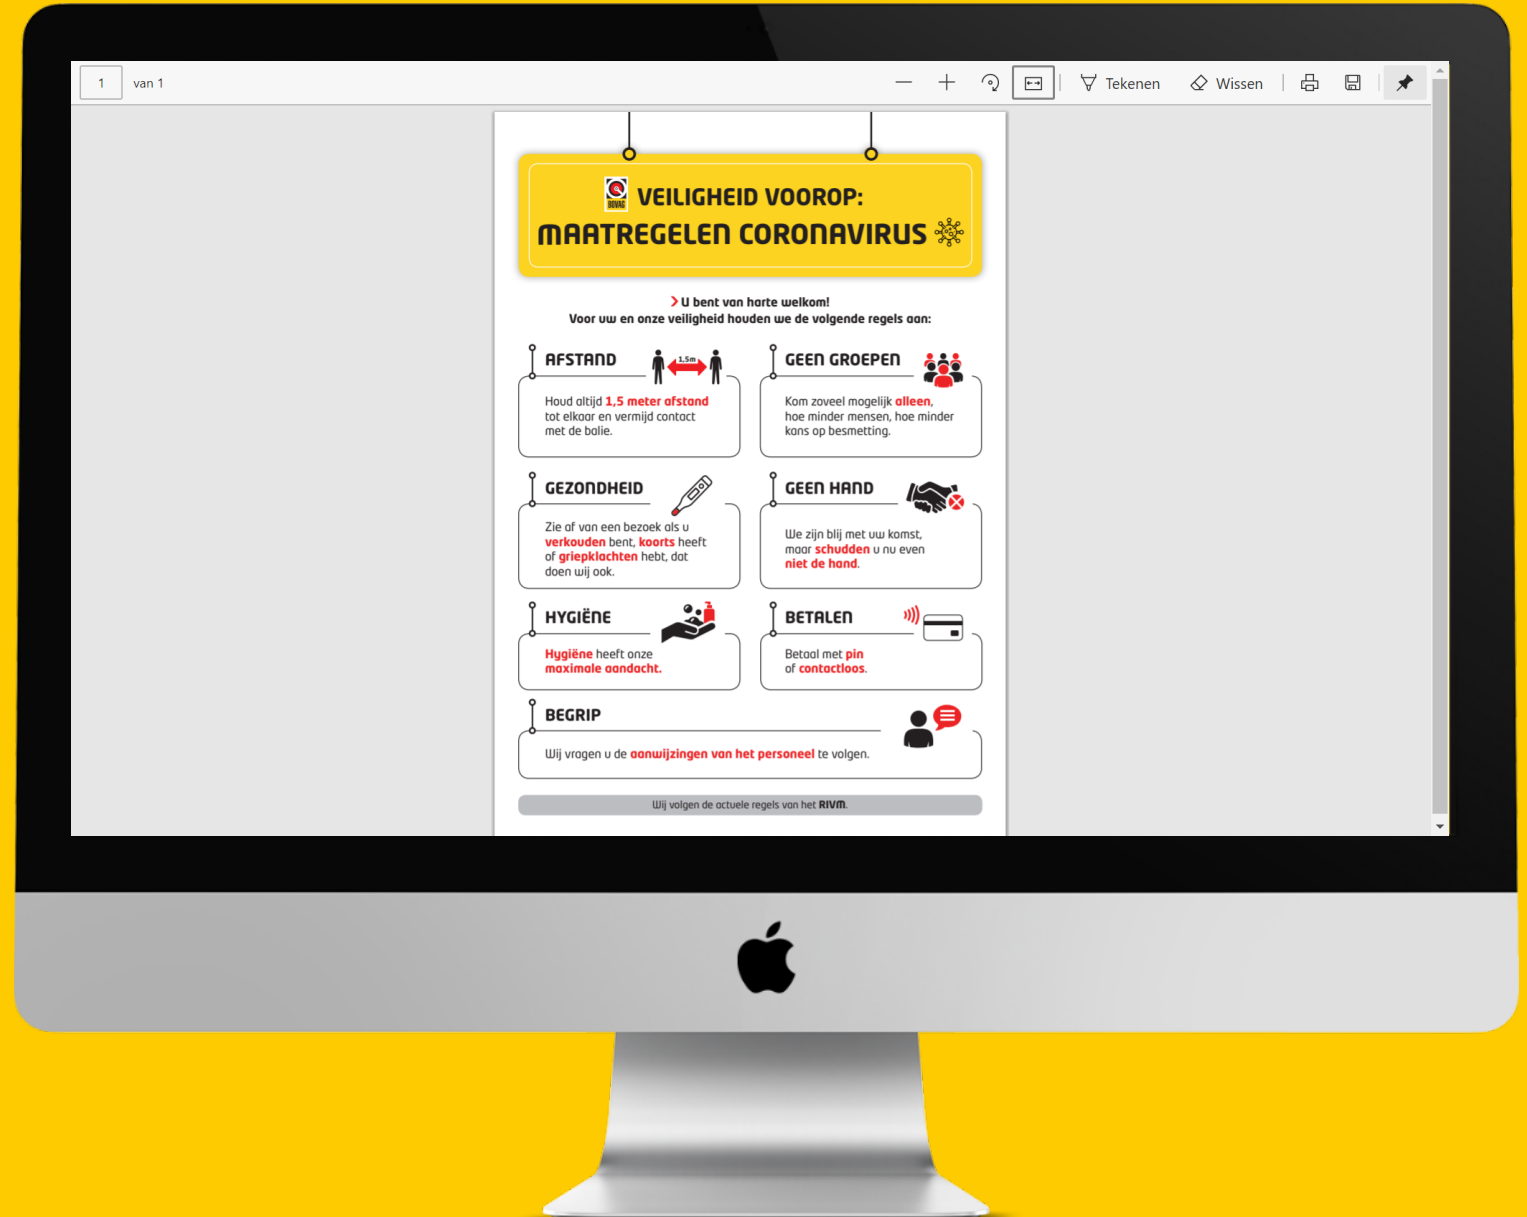 1 van 1 Tekenen Wissen
BOVAG
VEILIGHEID VOOROP:
MAATREGELEN CORONAVIRUS
U bent van harte welkom!
Voor uw en onze veiligheid houden we de volgende regels aan:
AFSTAND
1,5m
Houd altijd 1,5 meter afstand
tot elkaar en vermijd contact
met de balie.
GEEN GROEPEN
Kom zoveel mogelijk alleen,
hoe minder mensen, hoe minder
kans op besmetting.
GEZONDHEID
Zie af van een bezoek als u
verkouden bent, koorts heeft
of griepklachten hebt, dat
doen wij ook.
GEEN HAND
We zijn blij met uw komst,
maar schudden u nu even
niet de hand.
HYGIËNE
Hygiëne heeft onze
maximale aandacht.
BETALEN
Betaal met pin
of contactloos.
BEGRIP
Wij vragen u de aanwijzingen van het personeel te volgen.
Wij volgen de actuele regels van het RIVM.